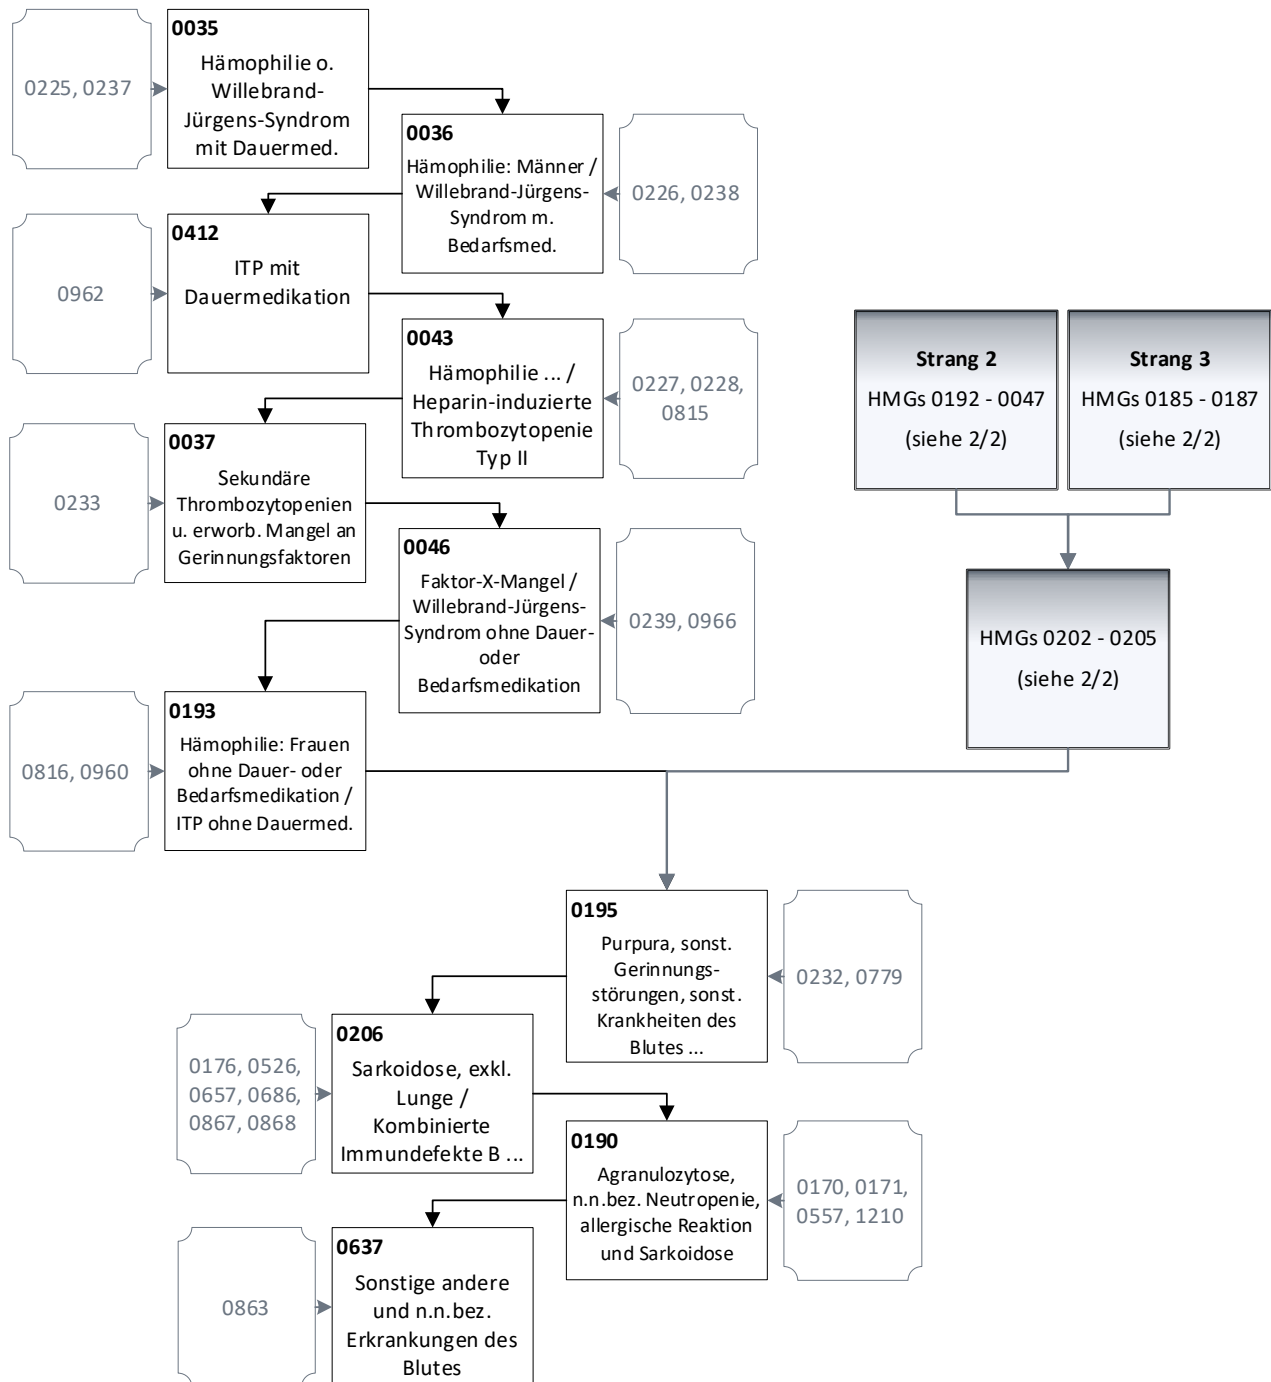 0035
Hämophilie o.
Willebrand-
Jürgens-Syndrom
mit Dauermed.
0225, 0237
0036
Hämophilie: Männer /
Willebrand-Jürgens-
Syndrom m.
Bedarfsmed.
0226, 0238
0412
ITP mit
Dauermedikation
0962
0043
Hämophilie ... /
Heparin-induzierte
Thrombozytopenie
Typ II
0227, 0228,
0815
0037
Sekundäre
Thrombozytopenien
u. erworb. Mangel an
Gerinnungsfaktoren
0233
0046
Faktor-X-Mangel /
Willebrand-Jürgens-
Syndrom ohne Dauer-
oder
Bedarfsmedikation
0239, 0966
0193
Hämophilie: Frauen
ohne Dauer- oder
Bedarfsmedikation /
ITP ohne Dauermed.
0816, 0960
Strang 2
HMGs 0192 - 0047
(siehe 2/2)
Strang 3
HMGs 0185 - 0187
(siehe 2/2)
HMGs 0202 - 0205
(siehe 2/2)
0195
Purpura, sonst.
Gerinnungs-
störungen, sonst.
Krankheiten des
Blutes ...
0232, 0779
0206
Sarkoidose, exkl.
Lunge /
Kombinierte
Immundefekte B ...
0176, 0526,
0657, 0686,
0867, 0868
0190
Agranulozytose,
n.n.bez. Neutropenie,
allergische Reaktion
und Sarkoidose
0170, 0171,
0557, 1210
0637
Sonstige andere
und n.n.bez.
Erkrankungen des
Blutes
0863